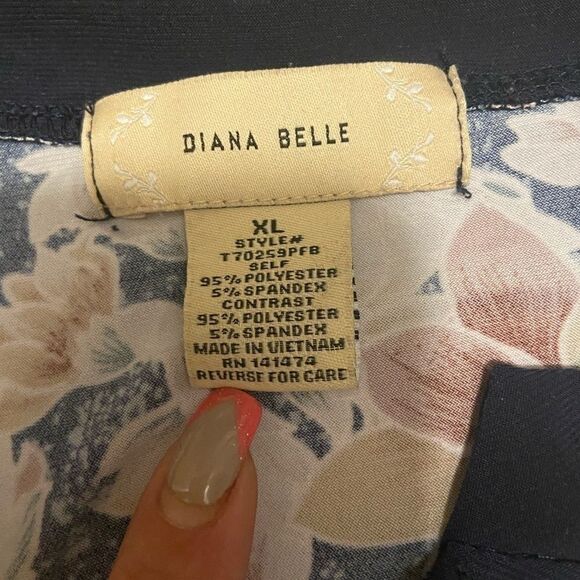 DIANA BELLE
XL
STYLE#
T70259PFB
SELF
95% POLYESTER
5% SPANDEX
CONTRAST
95% POLYESTER
5% SPANDEX
MADE IN VIETNAM
RN 141474
REVERSE FOR CARE